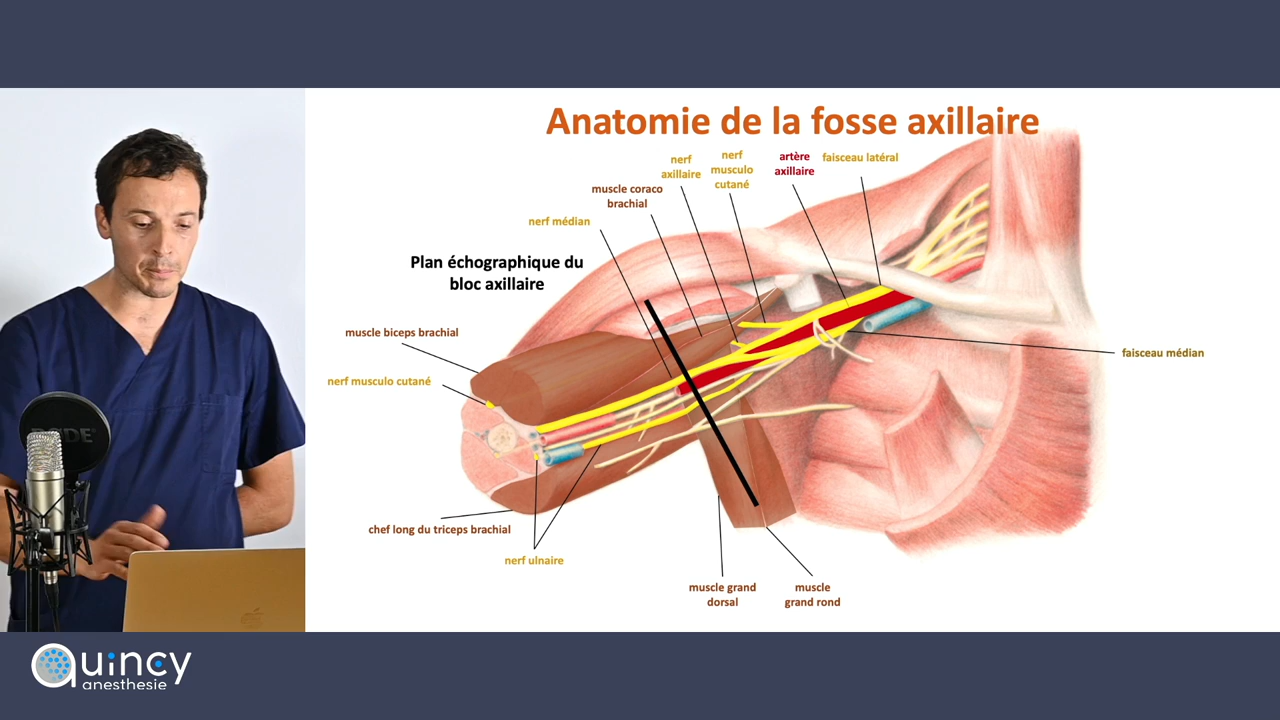 Anatomie de la fosse axillaire
nerf
axillaire
nerf
musculo
cutané
artère
axillaire
faisceau latéral
muscle coraco
brachial
nerf médian
Plan échographique du
bloc axillaire
muscle biceps brachial
faisceau médian
nerf musculo cutané
RODE
chef long du triceps brachial
nerf ulnaire
muscle grand
dorsal
muscle
grand rond
Quincy
anesthesie